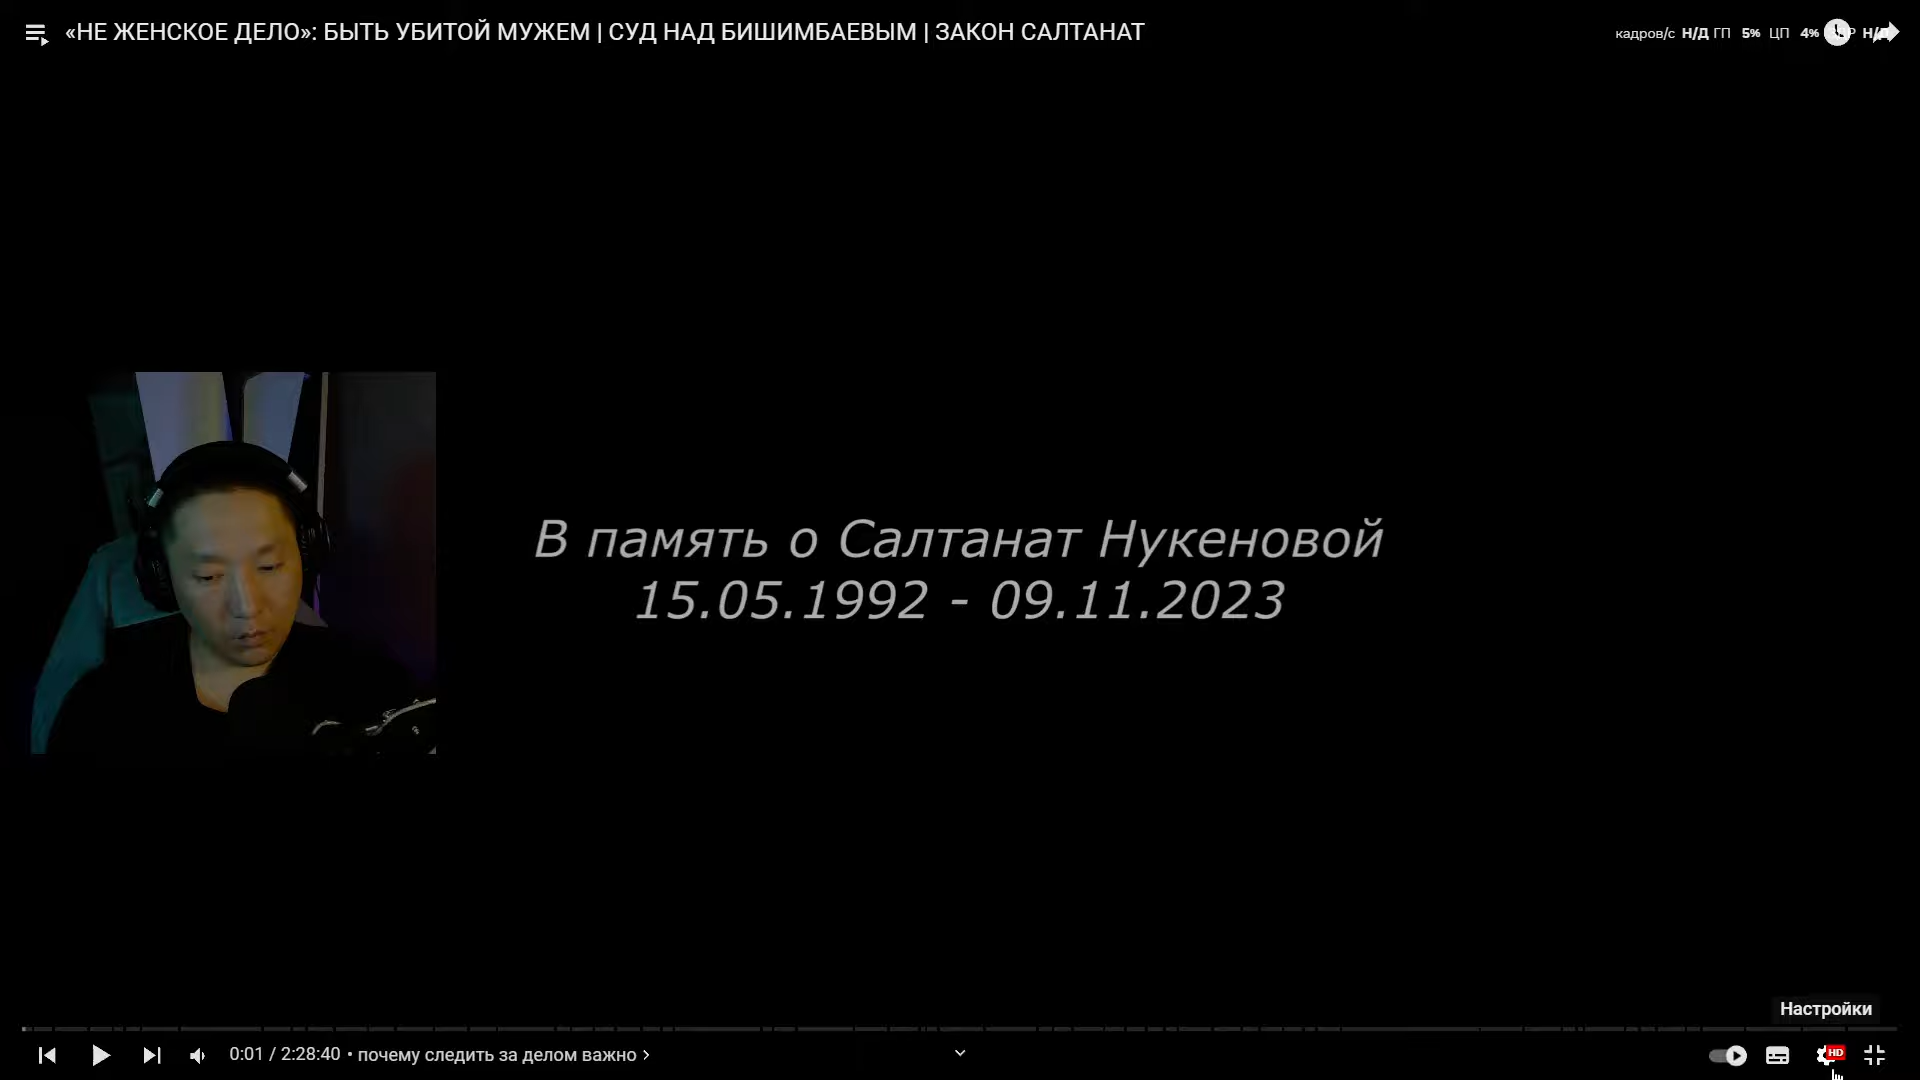 «НЕ ЖЕНСКОЕ ДЕЛО»: БЫТЬ УБИТОЙ МУЖЕМ | СУД НАД БИШИМБАЕВЫМ | ЗАКОН САЛТАНАТ
кадров/с Н/Д ГП 5% ЦП 4% Н/Д
В память о Салтанат Нукеновой
15.05.1992 - 09.11.2023
Настройки
0:01 / 2:28:40 • почему следить за делом важно
HD